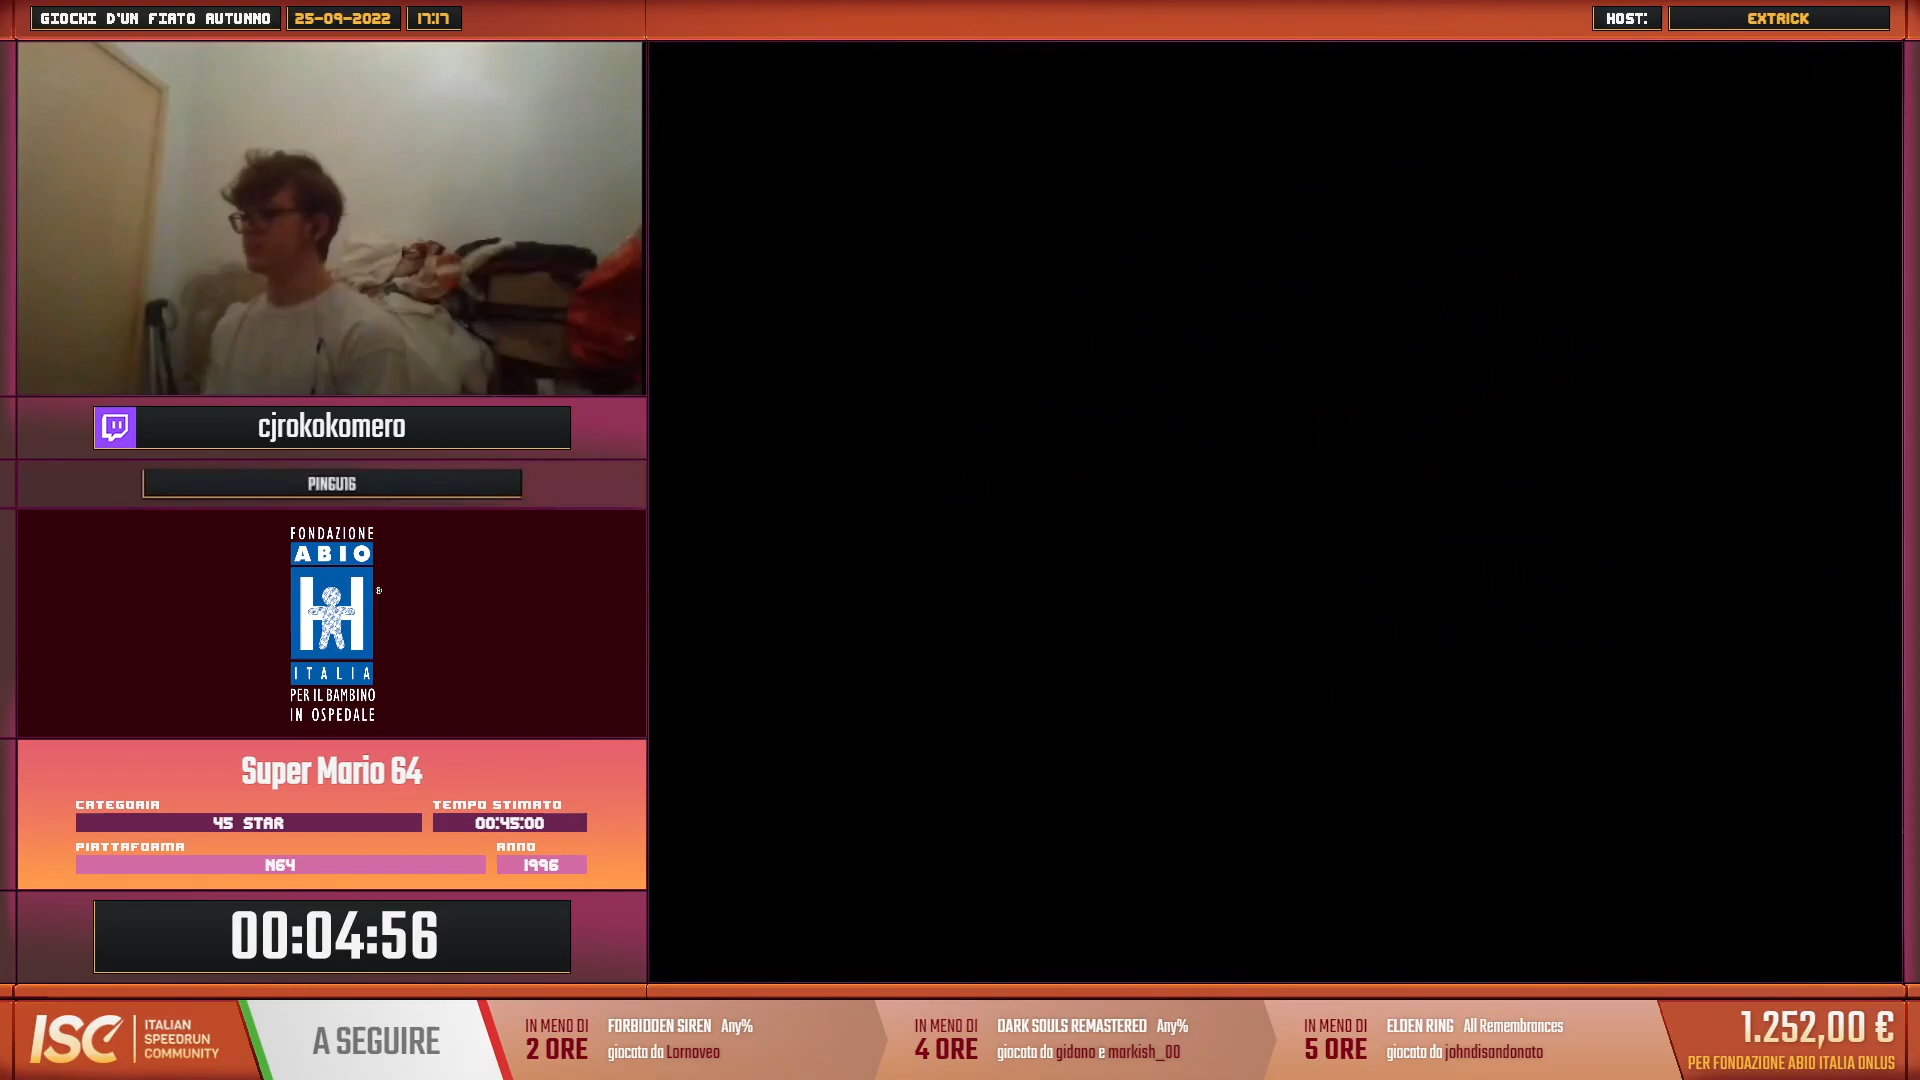 GIOCHI D'UN FIATO AUTUNNO
25-09-2022
17:17
HOST:
EXTRICK
cjrokokomero
PINGU16
FONDAZIONE
ABIO
H
®
ITALIA
PER IL BAMBINO
IN OSPEDALE
Super Mario 64
CATEGORIA
TEMPO STIMATO
45 STAR
00:45:00
PIATTAFORMA
ANNO
N64
1996
00:04:56
ISC
ITALIAN
SPEEDRUN
COMMUNITY
A SEGUIRE
IN MENO DI
2 ORE
FORBIDDEN SIREN Any%
giocata da Lornoveo
IN MENO DI
4 ORE
DARK SOULS REMASTERED Any%
giocata da gidano e markish_00
IN MENO DI
5 ORE
ELDEN RING All Remembrances
giocata da johndisandonato
1.252,00 €
PER FONDAZIONE ABIO ITALIA ONLUS